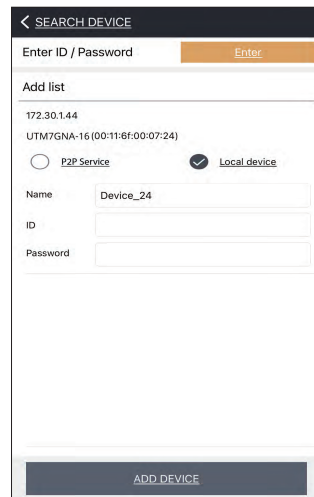 SEARCH DEVICE
Enter ID / Password Enter
Add list
172.30.1.44
UTM7GNA-16(00:11:6f:00:07:24)
P2P Service Local device
Name Device_24
ID
Password
ADD DEVICE